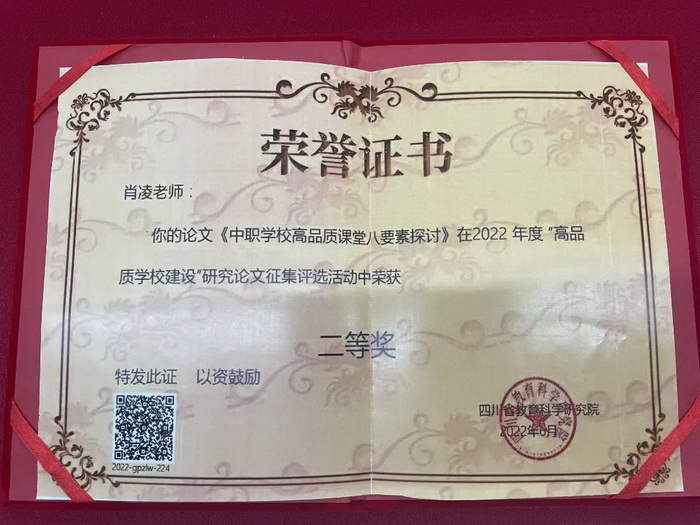 荣誉证书
肖凌老师：
你的论文《中职学校高品质课堂八要素探讨》在2022 年度 “高品
质学校建设”研究论文征集评选活动中荣获
二等奖
特发此证 以资鼓励
四川省教育科学研究院
2022年6月
2022-gpzlw-224